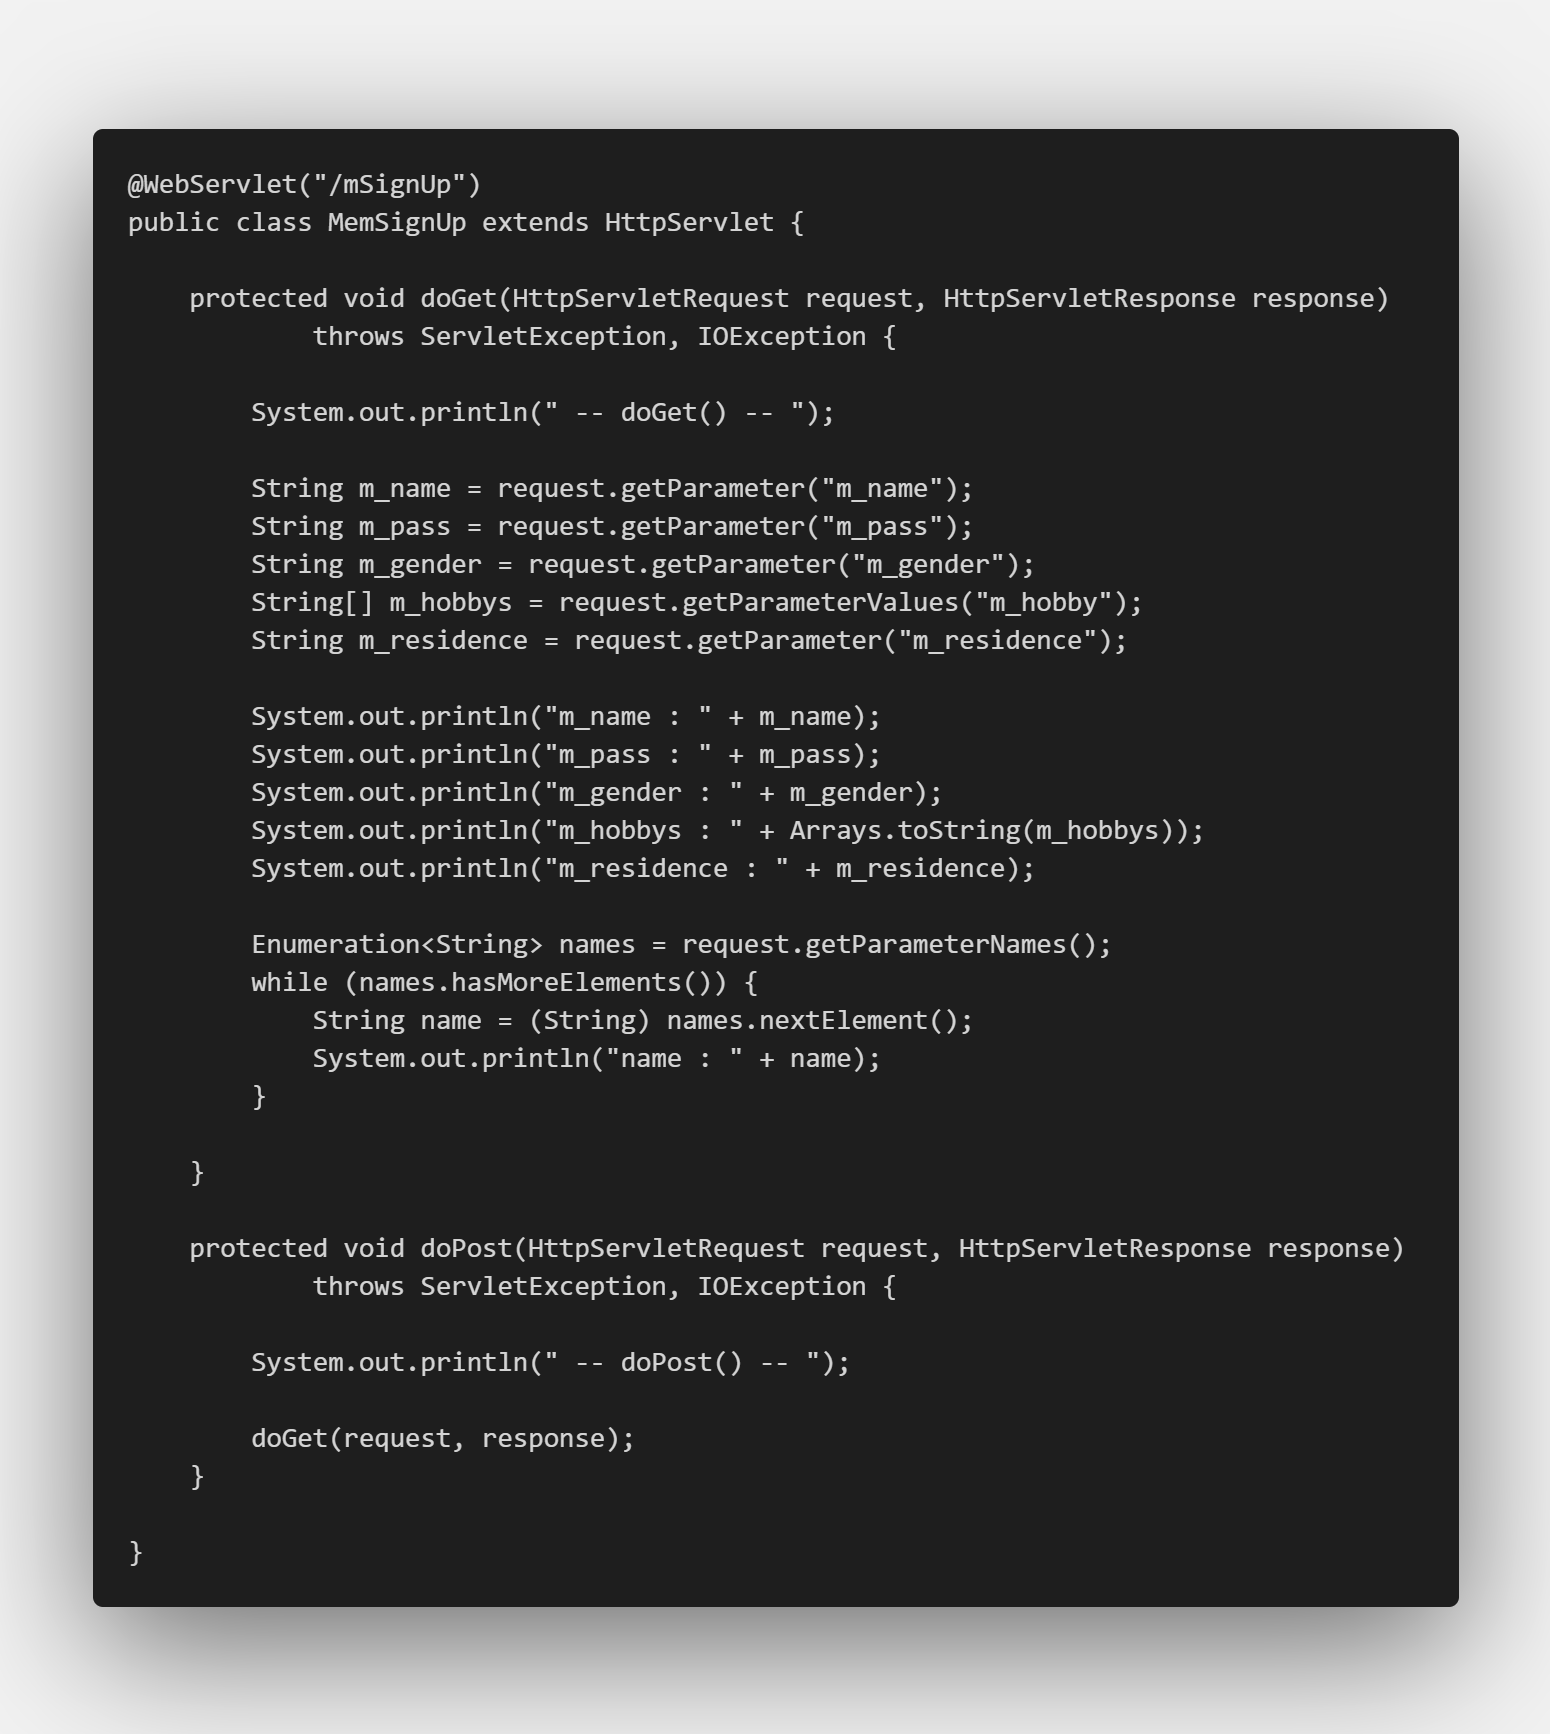 @WebServlet("/mSignUp")
public class MemSignUp extends HttpServlet {

    protected void doGet(HttpServletRequest request, HttpServletResponse response)
            throws ServletException, IOException {

        System.out.println(" -- doGet() -- ");

        String m_name = request.getParameter("m_name");
        String m_pass = request.getParameter("m_pass");
        String m_gender = request.getParameter("m_gender");
        String[] m_hobbys = request.getParameterValues("m_hobby");
        String m_residence = request.getParameter("m_residence");

        System.out.println("m_name : " + m_name);
        System.out.println("m_pass : " + m_pass);
        System.out.println("m_gender : " + m_gender);
        System.out.println("m_hobbys : " + Arrays.toString(m_hobbys));
        System.out.println("m_residence : " + m_residence);

        Enumeration<String> names = request.getParameterNames();
        while (names.hasMoreElements()) {
            String name = (String) names.nextElement();
            System.out.println("name : " + name);
        }

    }

    protected void doPost(HttpServletRequest request, HttpServletResponse response)
            throws ServletException, IOException {

        System.out.println(" -- doPost() -- ");

        doGet(request, response);
    }

}